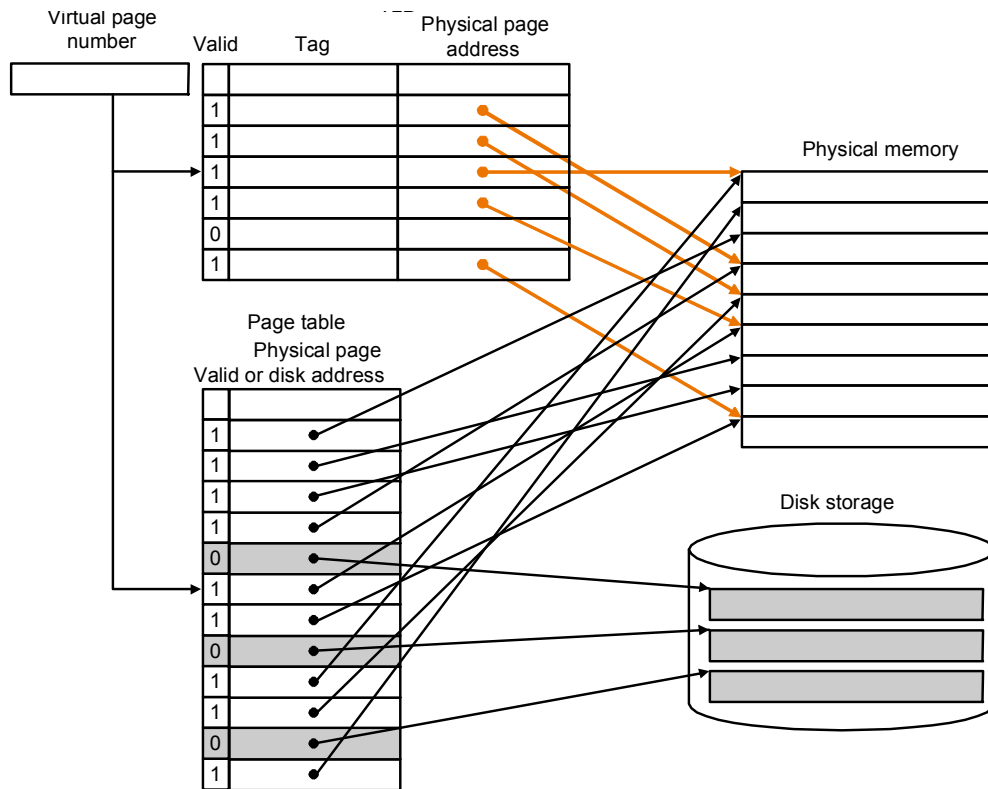 Virtual page
number
Valid
Tag
Physical page
address
1
1
1
1
0
1
Physical memory
Page table
Physical page
Valid or disk address
1
1
1
1
0
1
1
0
1
1
0
1
Disk storage